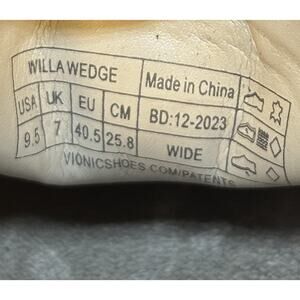 WILLA WEDGE
Made in China
USA UK EU CM
BD:12-2023
9.5 7 40.5 25.8
WIDE
VIONICSHOES.COM/PATENTS